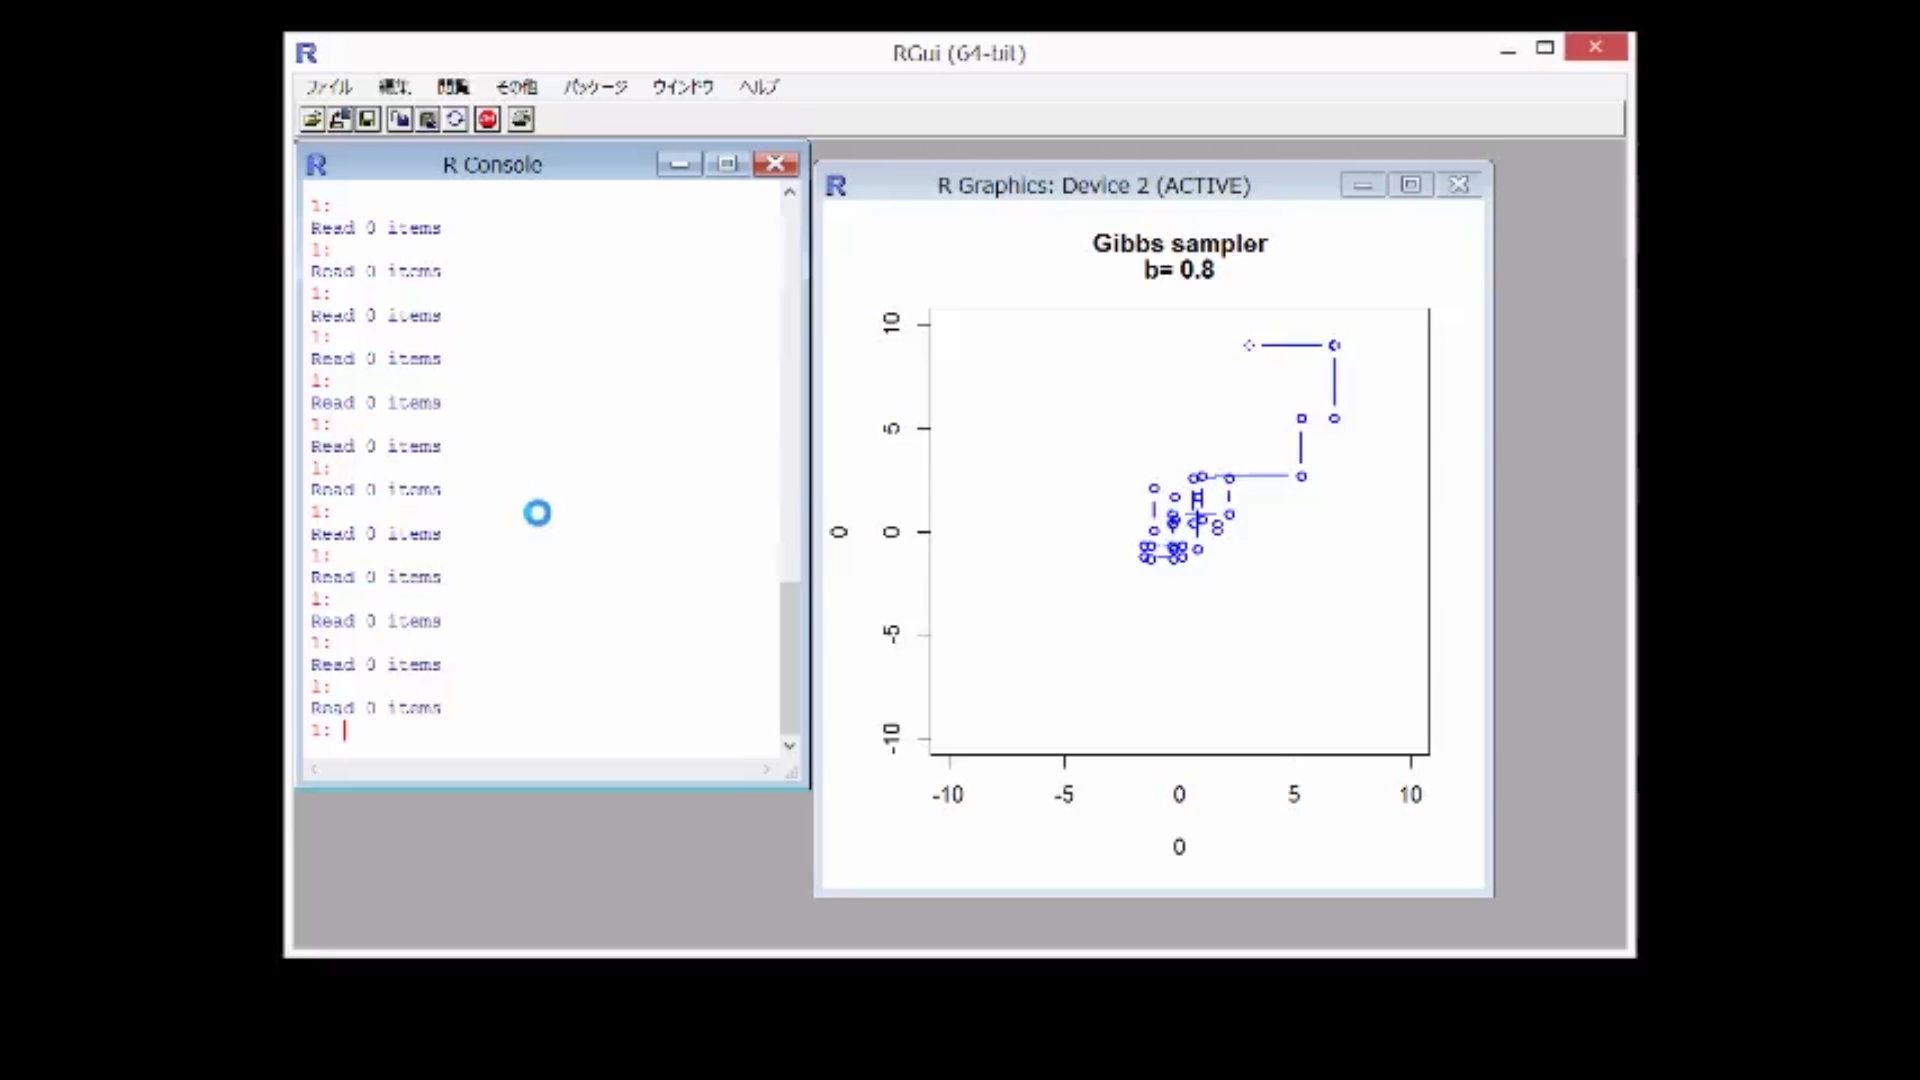 RGui (64-bit)
ファイル 編集 閲覧 その他 パッケージ ウインドウ ヘルプ
R Console
1:
Read 0 items
1:
Read 0 items
1:
Read 0 items
1:
Read 0 items
1:
Read 0 items
1:
Read 0 items
1:
Read 0 items
1:
Read 0 items
1:
Read 0 items
1:
Read 0 items
1:
Read 0 items
1:
Read 0 items
1:
R Graphics: Device 2 (ACTIVE)
Gibbs sampler
b= 0.8
10
5
0
0
-5
-10
-10 -5 0 5 10
0